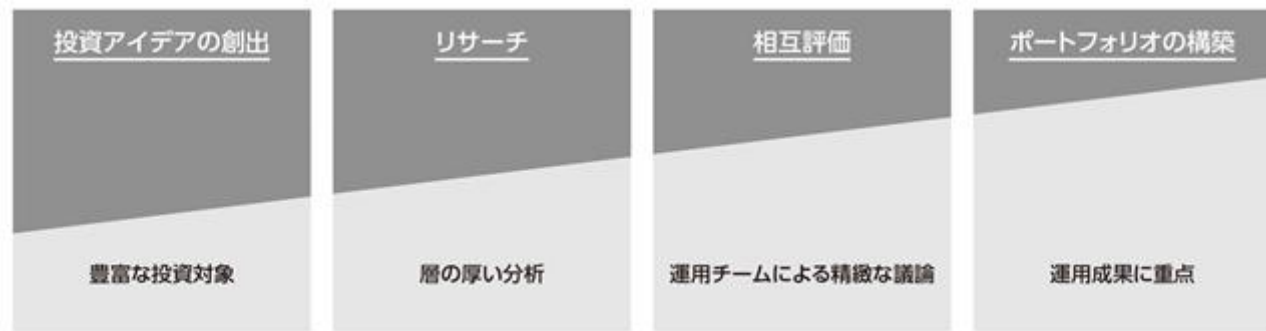 投資アイデアの創出
リサーチ
相互評価
ポートフォリオの構築
豊富な投資対象
層の厚い分析
運用チームによる精緻な議論
運用成果に重点